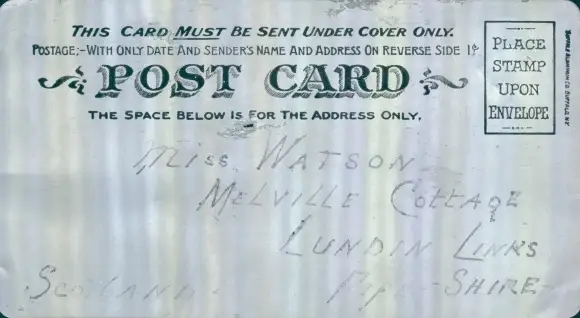 THIS CARD MUST BE SENT UNDER COVER ONLY.
POSTAGE:-WITH ONLY DATE AND SENDER'S NAME AND ADDRESS ON REVERSE SIDE 1¢
POST CARD
THE SPACE BELOW IS FOR THE ADDRESS ONLY.
PLACE
STAMP
UPON
ENVELOPE
MISS WATSON
MELVILLE COTTAGE
LUNDIN LINKS
FIFE-SHIRE
SCOTLAND.